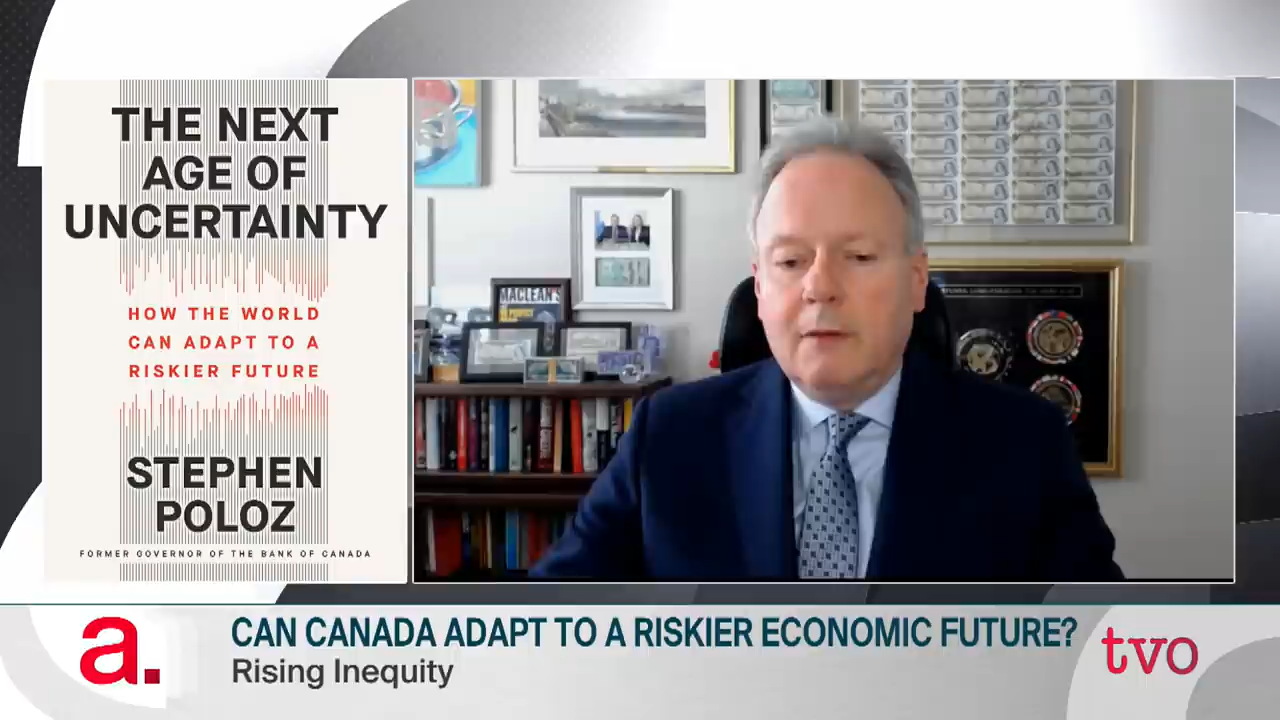 THE NEXT
AGE OF
UNCERTAINTY
HOW THE WORLD
CAN ADAPT TO A
RISKIER FUTURE
STEPHEN
POLOZ
FORMER GOVERNOR OF THE BANK OF CANADA
MACLEAN'S
a.
CAN CANADA ADAPT TO A RISKIER ECONOMIC FUTURE?
Rising Inequity
tvo